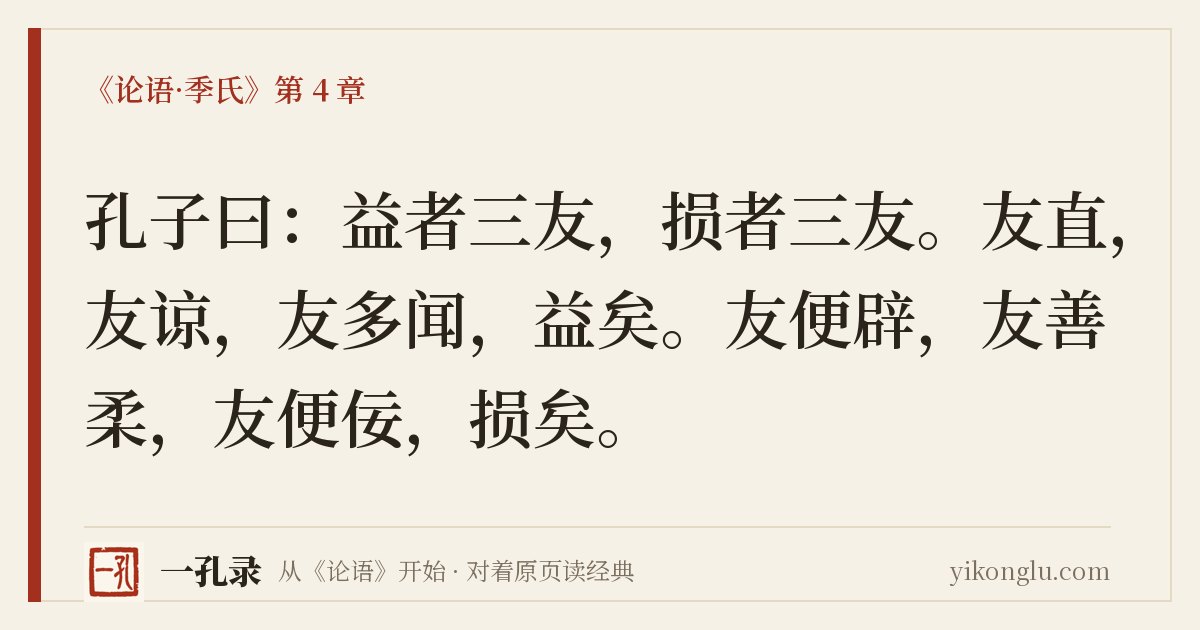 《论语·季氏》第 4 章
孔子曰：益者三友，损者三友。友直，
友谅，友多闻，益矣。友便辟，友善
柔，友便佞，损矣。
一孔
一孔录
从《论语》开始 · 对着原页读经典
yikonglu.com